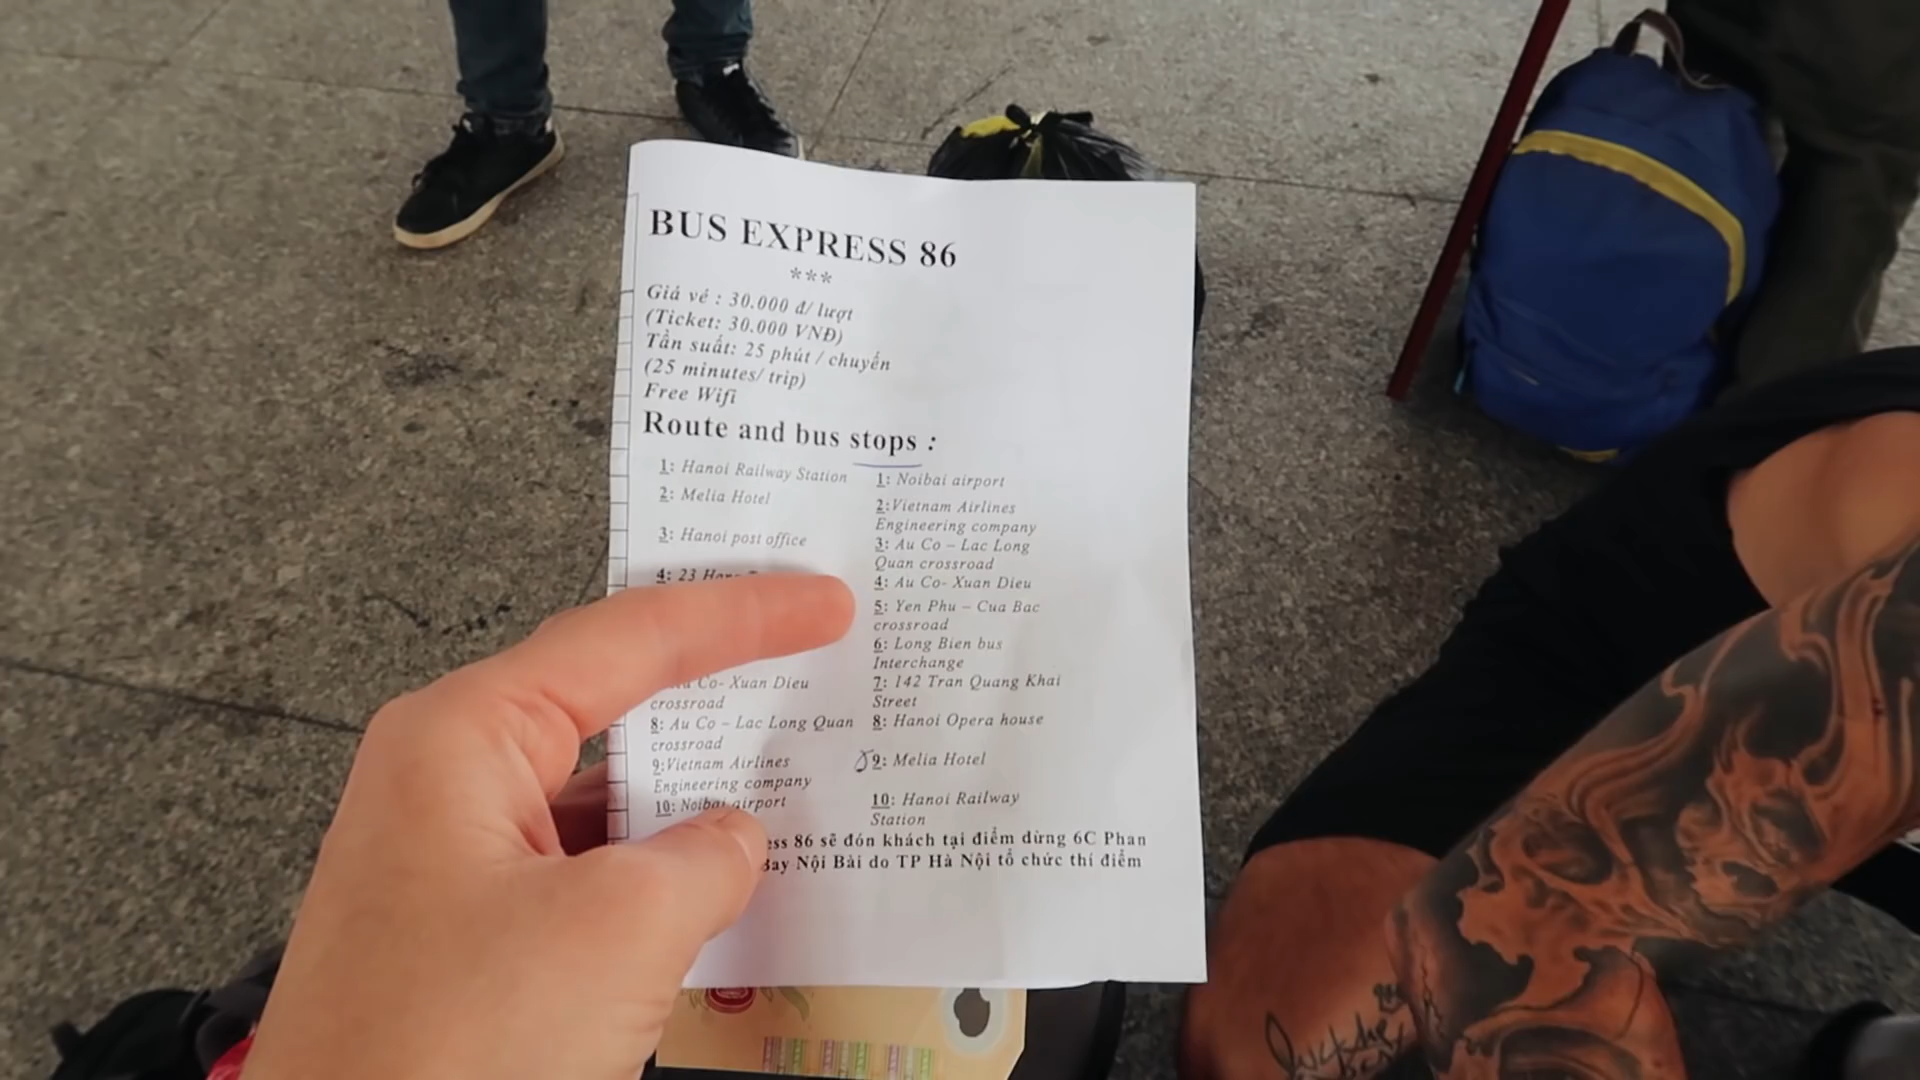 BUS EXPRESS 86
***
Giá vé : 30.000 đ/ lượt
(Ticket: 30.000 VNĐ)
Tần suất: 25 phút / chuyến
(25 minutes/ trip)
Free Wifi
Route and bus stops :
1: Hanoi Railway Station
2: Melia Hotel
3: Hanoi post office
4: 23
Co- Xuan Dieu
crossroad
8: Au Co – Lac Long Quan
crossroad
9:Vietnam Airlines
Engineering company
10: Noibai airport
1: Noibai airport
2:Vietnam Airlines
Engineering company
3: Au Co – Lac Long
Quan crossroad
4: Au Co- Xuan Dieu
5: Yen Phu – Cua Bac
crossroad
6: Long Bien bus
Interchange
7: 142 Tran Quang Khai
Street
8: Hanoi Opera house
9: Melia Hotel
10: Hanoi Railway
Station
86 sẽ đón khách tại điểm dừng 6C Phan
Bay Nội Bài do TP Hà Nội tổ chức thí điểm